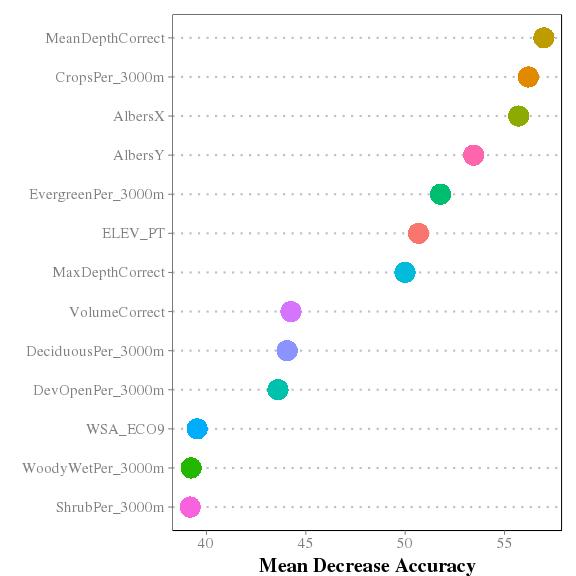 MeanDepthCorrect
CropsPer_3000m
AlbersX
AlbersY
EvergreenPer_3000m
ELEV_PT
MaxDepthCorrect
VolumeCorrect
DeciduousPer_3000m
DevOpenPer_3000m
WSA_ECO9
WoodyWetPer_3000m
ShrubPer_3000m
40 45 50 55
Mean Decrease Accuracy